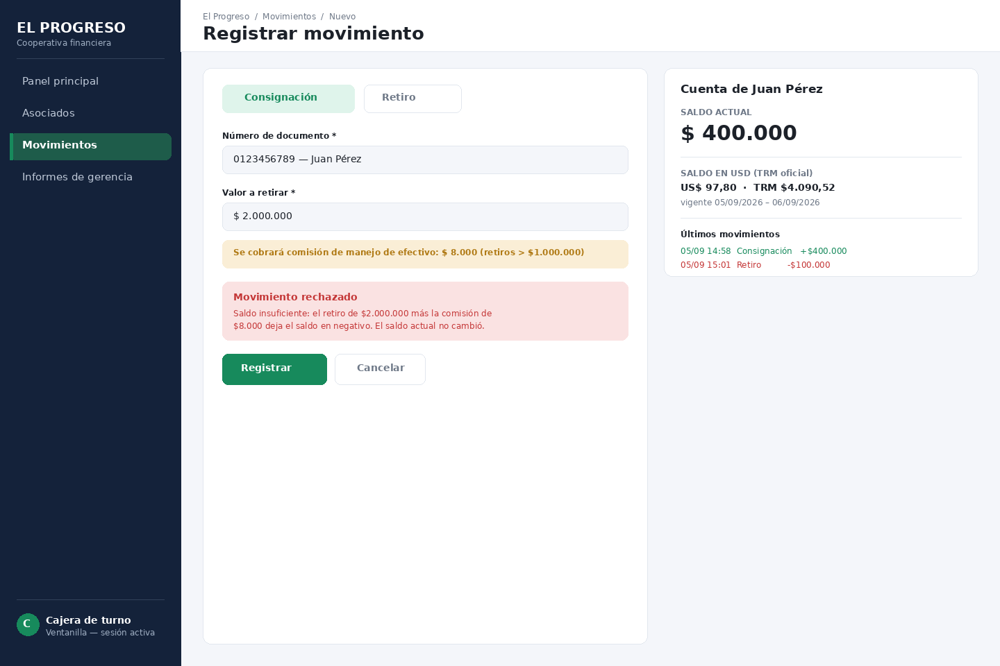 EL PROGRESO
Cooperativa financiera
Panel principal
Asociados
Movimientos
Informes de gerencia
Cajera de turno
C
Ventanilla — sesión activa
El Progreso / Movimientos / Nuevo
Registrar movimiento
Consignación
Retiro
Número de documento *
0123456789 — Juan Pérez
Valor a retirar *
$ 2.000.000
Se cobrará comisión de manejo de efectivo: $ 8.000 (retiros > $1.000.000)
Movimiento rechazado
Saldo insuficiente: el retiro de $2.000.000 más la comisión de
$8.000 deja el saldo en negativo. El saldo actual no cambió.
Registrar
Cancelar
Cuenta de Juan Pérez
SALDO ACTUAL
$ 400.000
SALDO EN USD (TRM oficial)
US$ 97,80 · TRM $4.090,52
vigente 05/09/2026 – 06/09/2026
Últimos movimientos
05/09 14:58 Consignación +$400.000
05/09 15:01 Retiro -$100.000